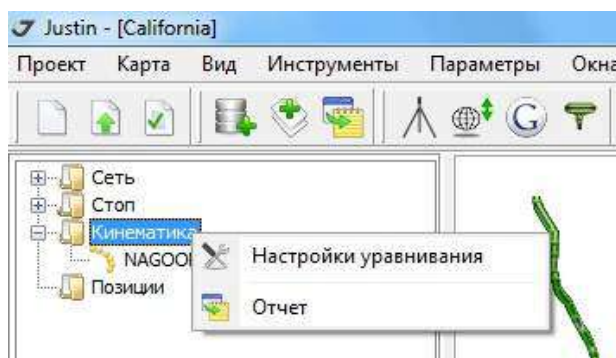 Justin - [California]
Проект Карта Вид Инструменты Параметры Окна
G
Сеть
Стоп
Кинематика
Настройки уравнивания
Позиции
Отчет